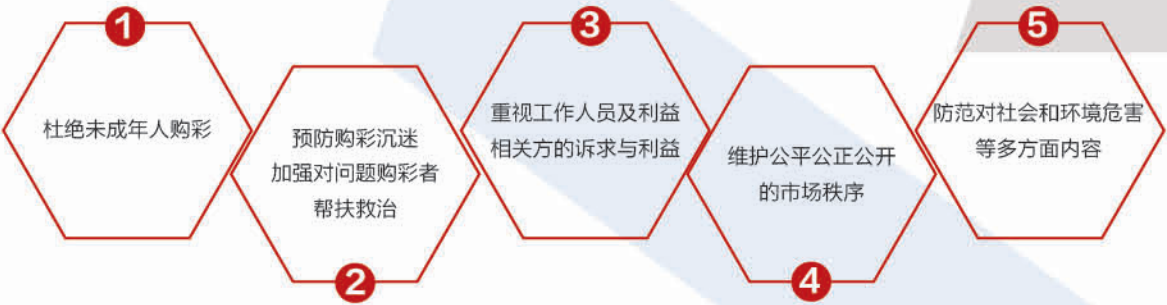 1
杜绝未成年人购彩
2
预防购彩沉迷
加强对问题购彩者
帮扶救治
3
重视工作人员及利益
相关方的诉求与利益
4
维护公平公正公开
的市场秩序
5
防范对社会和环境危害
等多方面内容